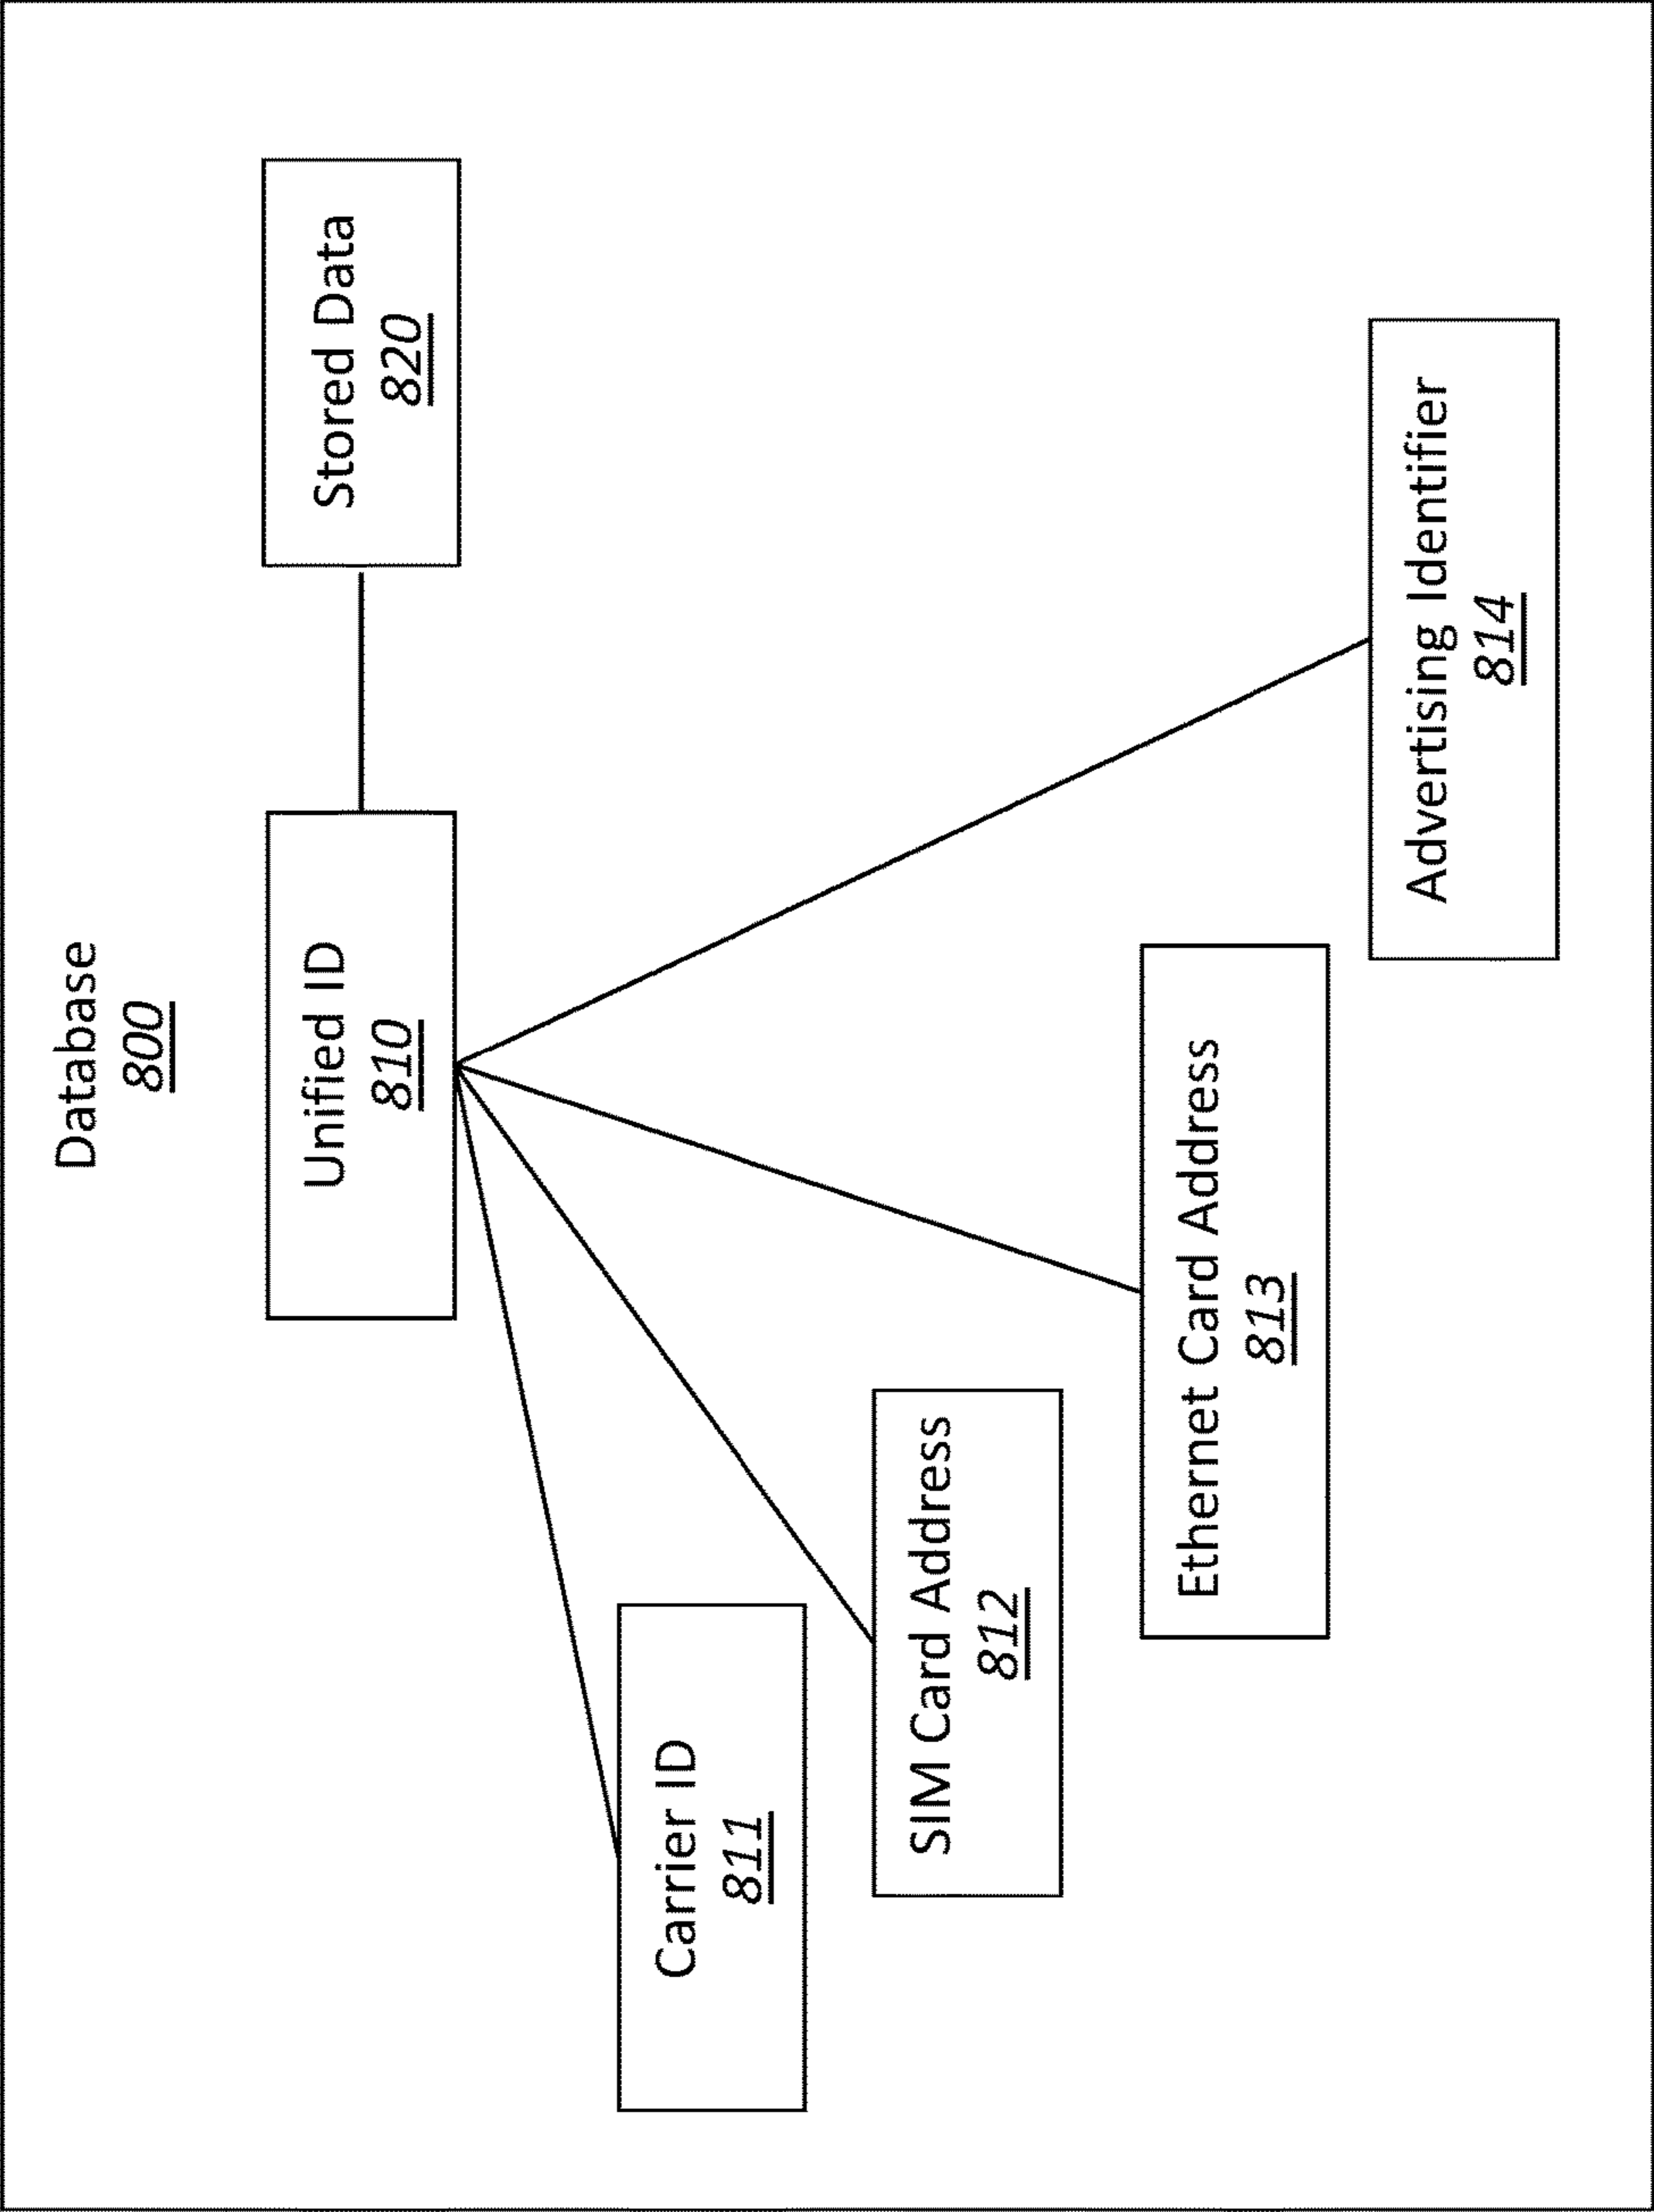 Database
800
Unified ID
810
Stored Data
820
Carrier ID
811
SIM Card Address
812
Ethernet Card Address
813
Advertising Identifier
814